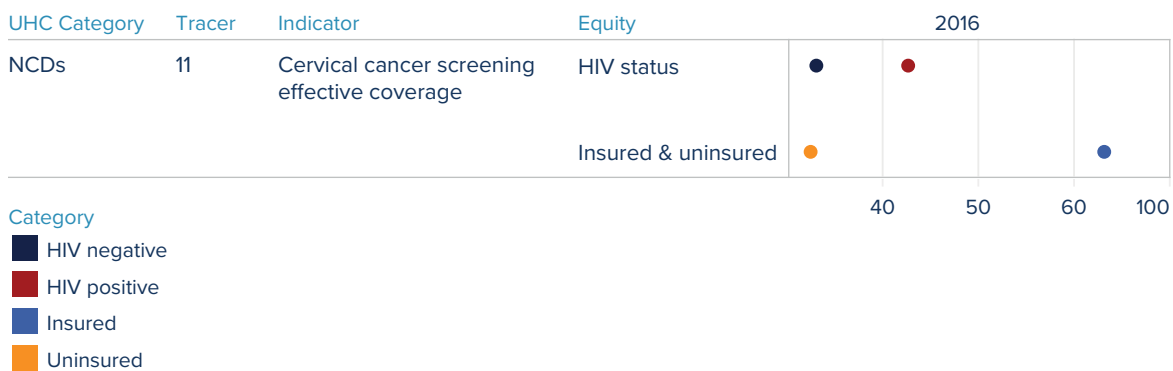 UHC Category Tracer Indicator Equity 2016
NCDs 11 Cervical cancer screening HIV status
effective coverage
Insured & uninsured
40 50 60 100
Category
HIV negative
HIV positive
Insured
Uninsured